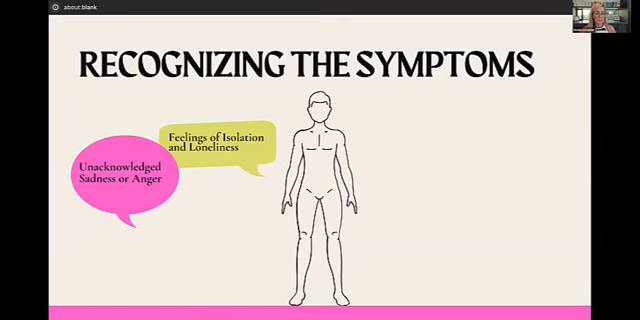 about:blank
RECOGNIZING THE SYMPTOMS
Feelings of Isolation
and Loneliness
Unacknowledged
Sadness or Anger